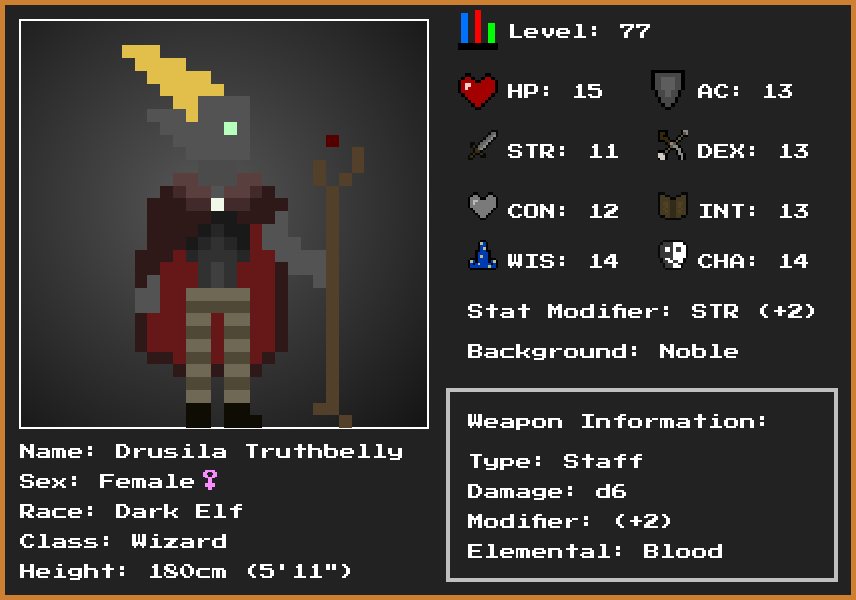 Level: 77
HP: 15 AC: 13
STR: 11 DEX: 13
CON: 12 INT: 13
WIS: 14 CHA: 14
Stat Modifier: STR (+2)
Background: Noble
Weapon Information:
Type: Staff
Damage: d6
Modifier: (+2)
Elemental: Blood
Name: Drusila Truthbelly
Sex: Female♀
Race: Dark Elf
Class: Wizard
Height: 180cm (5'11")